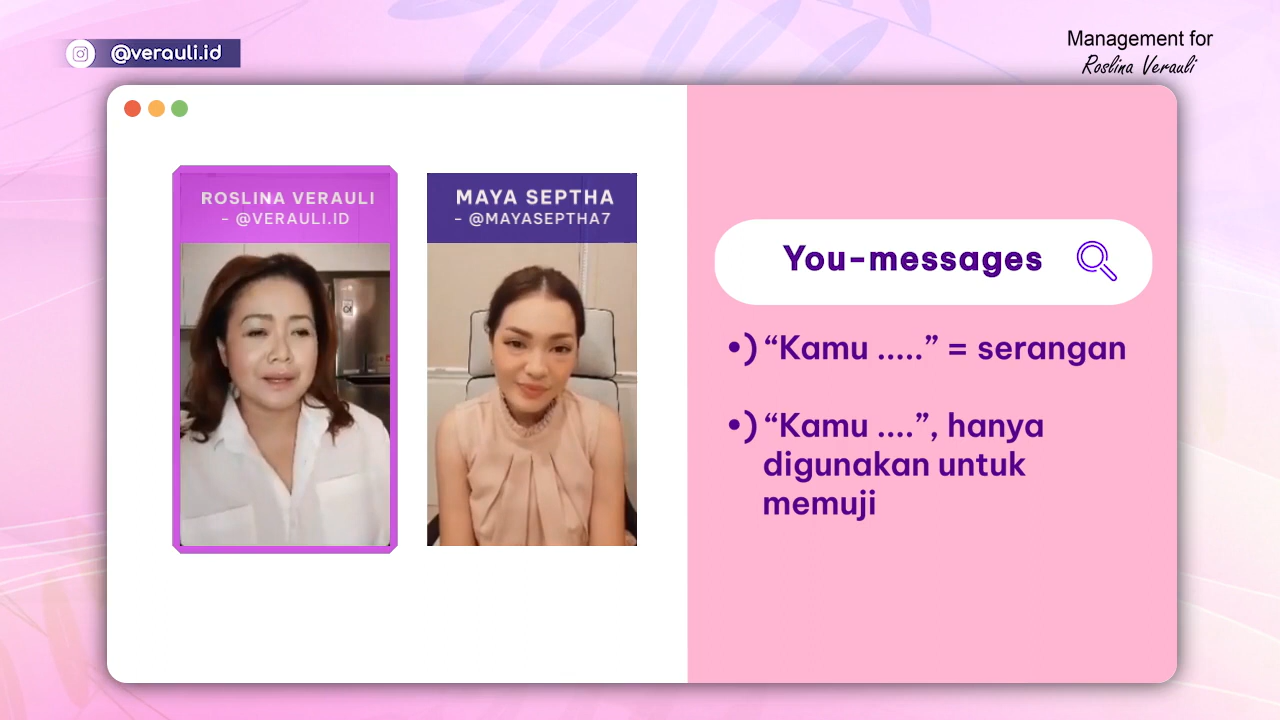 @verauli.id
Management for
Roslina Verauli
ROSLINA VERAULI
- @VERAULI.ID
MAYA SEPTHA
- @MAYASEPTHA7
You-messages
•) “Kamu .....” = serangan
•) “Kamu ....”, hanya
digunakan untuk
memuji